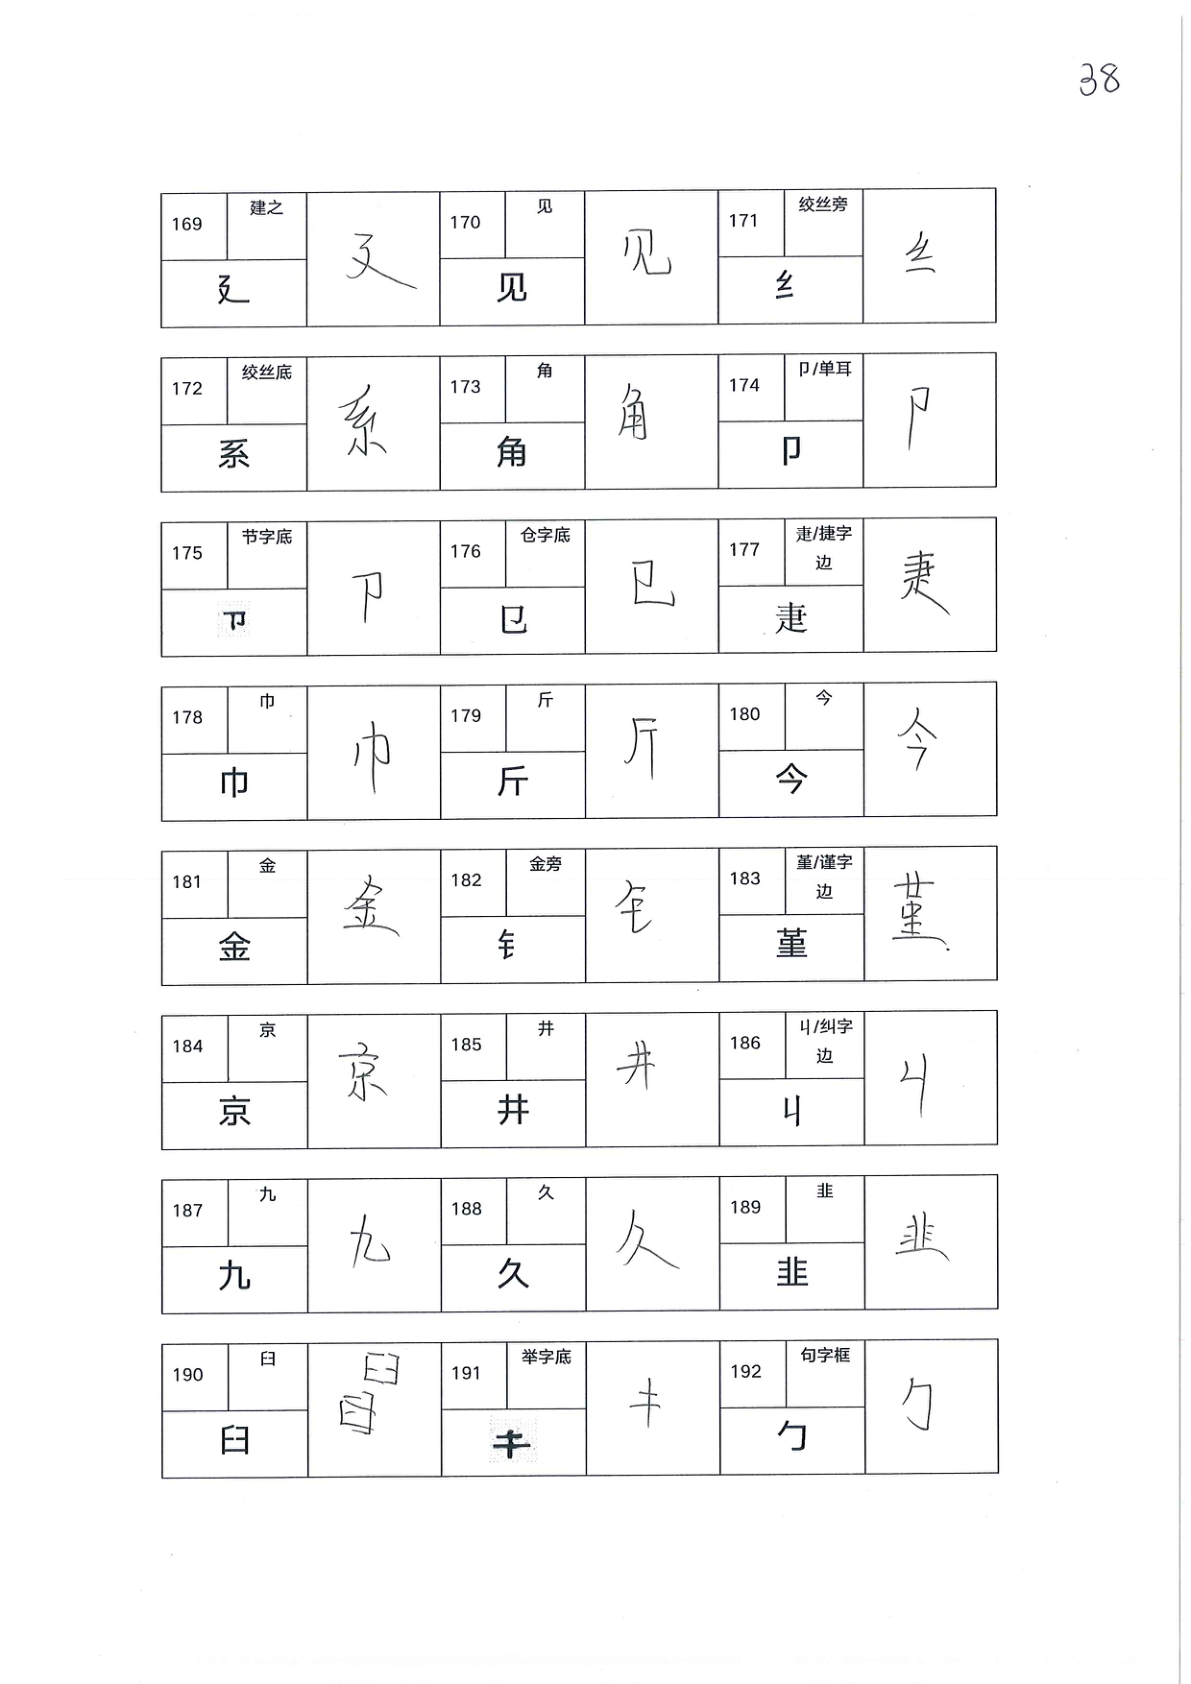 38
169 建之 廴 廴 170 见 见 见 171 绞丝旁 纟 纟
172 绞丝底 系 系 173 角 角 角 174 卩/单耳 卩 卩
175 节字底 卩 卩 176 仓字底 㔾 㔾 177 疌/捷字
边
疌 疌
178 巾 巾 巾 179 斤 斤 斤 180 今 今 今
181 金 金 金 182 金旁 钅 钅 183 堇/谨字
边
堇 堇
184 京 京 京 185 井 井 井 186 丩/纠字
边
丩 丩
187 九 九 九 188 久 久 久 189 韭 韭 韭
190 臼 臼 臼 191 举字底 192 句字框 勹 勹